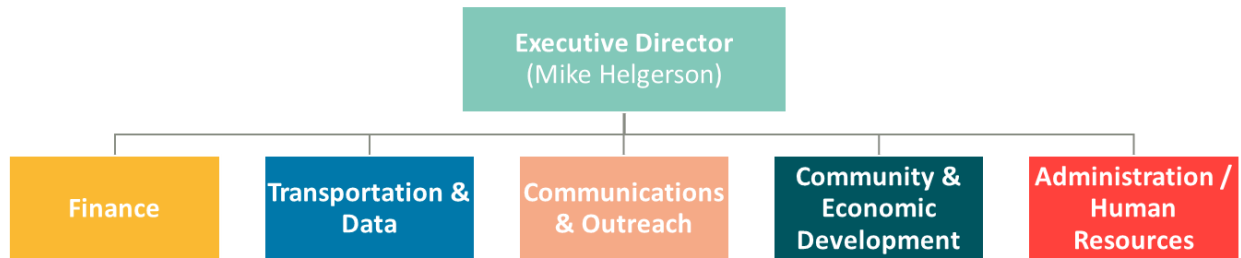 Executive Director
(Mike Helgerson)
Finance
Transportation &
Data
Communications
& Outreach
Community &
Economic
Development
Administration /
Human
Resources